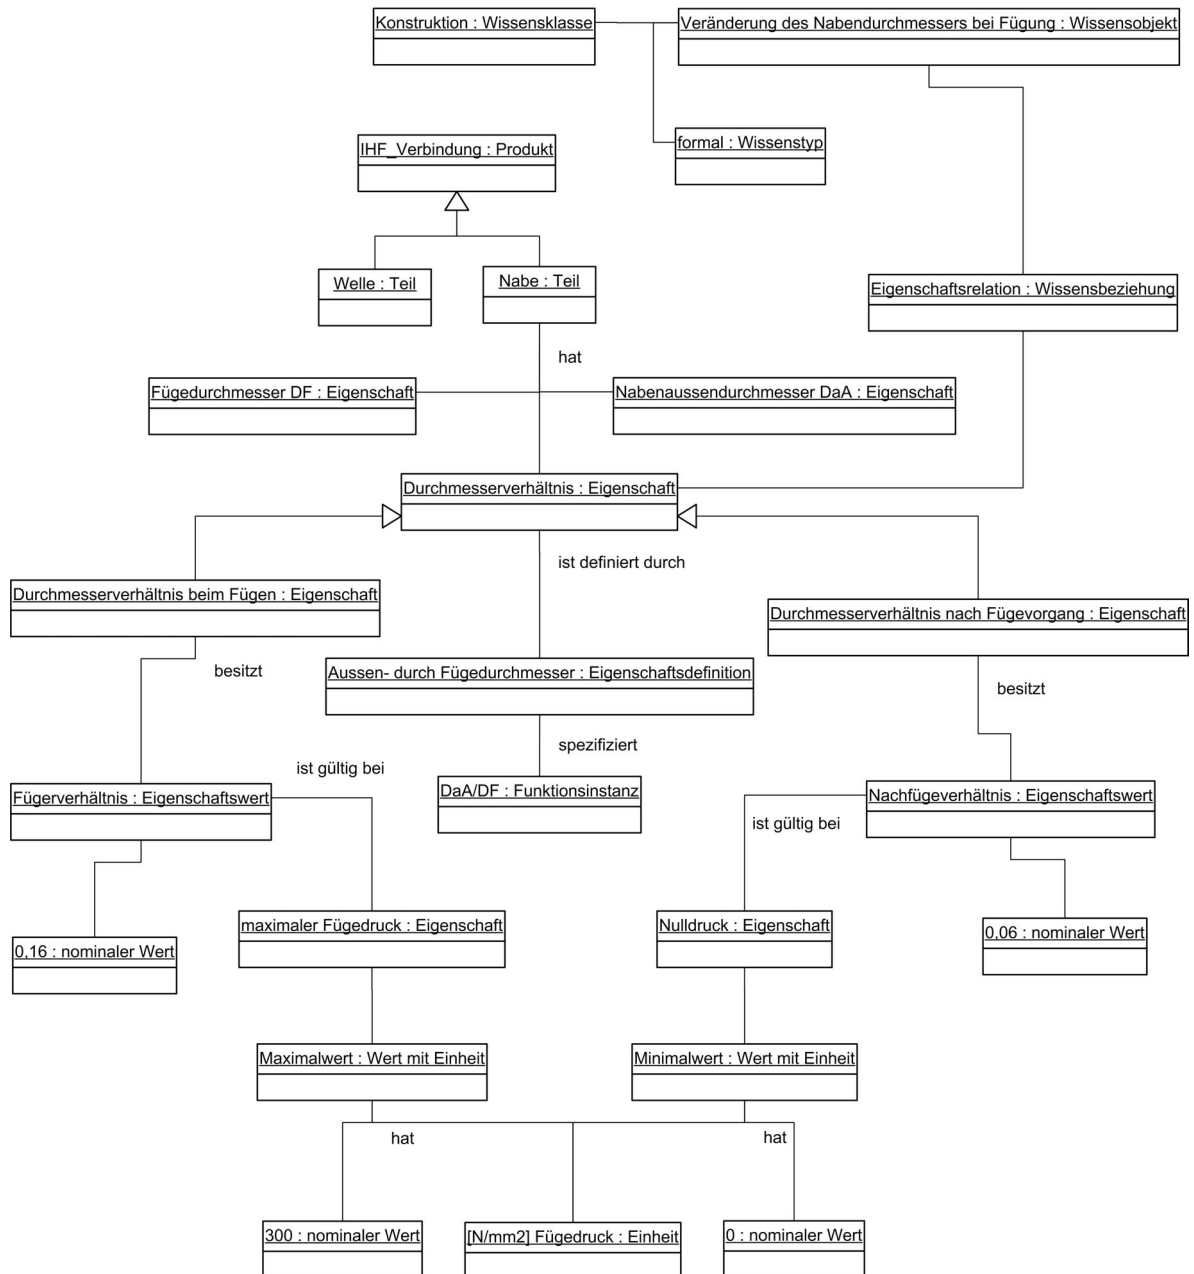 Konstruktion : Wissensklasse
Veränderung des Nabendurchmessers bei Fügung : Wissensobjekt
IHF_Verbindung : Produkt
formal : Wissenstyp
Welle : Teil
Nabe : Teil
Eigenschaftsrelation : Wissensbeziehung
hat
Fügedurchmesser DF : Eigenschaft
Nabenaussendurchmesser DaA : Eigenschaft
Durchmesserverhältnis : Eigenschaft
ist definiert durch
Durchmesserverhältnis beim Fügen : Eigenschaft
Durchmesserverhältnis nach Fügevorgang : Eigenschaft
besitzt
Aussen- durch Fügedurchmesser : Eigenschaftsdefinition
besitzt
spezifiziert
ist gültig bei
Fügerverhältnis : Eigenschaftswert
DaA/DF : Funktionsinstanz
Nachfügeverhältnis : Eigenschaftswert
ist gültig bei
maximaler Fügedruck : Eigenschaft
Nulldruck : Eigenschaft
0,06 : nominaler Wert
0,16 : nominaler Wert
Maximalwert : Wert mit Einheit
Minimalwert : Wert mit Einheit
hat
hat
300 : nominaler Wert
[N/mm2] Fügedruck : Einheit
0 : nominaler Wert